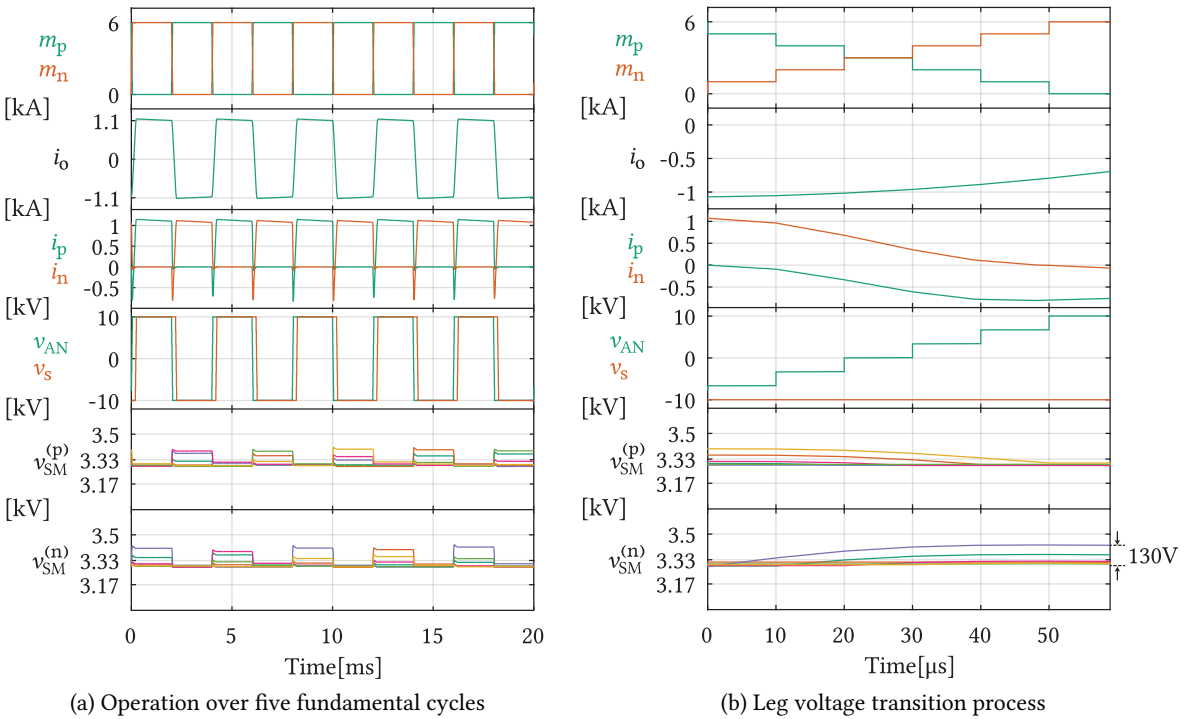 6
m_p
m_n
0
[kA]
1.1
i_o
0
-1.1
[kA]
1
i_p
0.5
i_n
0
-0.5
[kV]
10
v_AN
0
v_s
-10
[kV]
3.5
v_SM^(p)
3.33
3.17
[kV]
3.5
v_SM^(n)
3.33
3.17
0 5 10 15 20
Time[ms]
(a) Operation over five fundamental cycles
6
m_p
m_n
0
[kA]
0
i_o
-0.5
-1
[kA]
1
i_p
0.5
i_n
0
-0.5
[kV]
10
v_AN
0
v_s
-10
[kV]
3.5
v_SM^(p)
3.33
3.17
[kV]
3.5
v_SM^(n)
3.33
130V
3.17
0 10 20 30 40 50
Time[µs]
(b) Leg voltage transition process